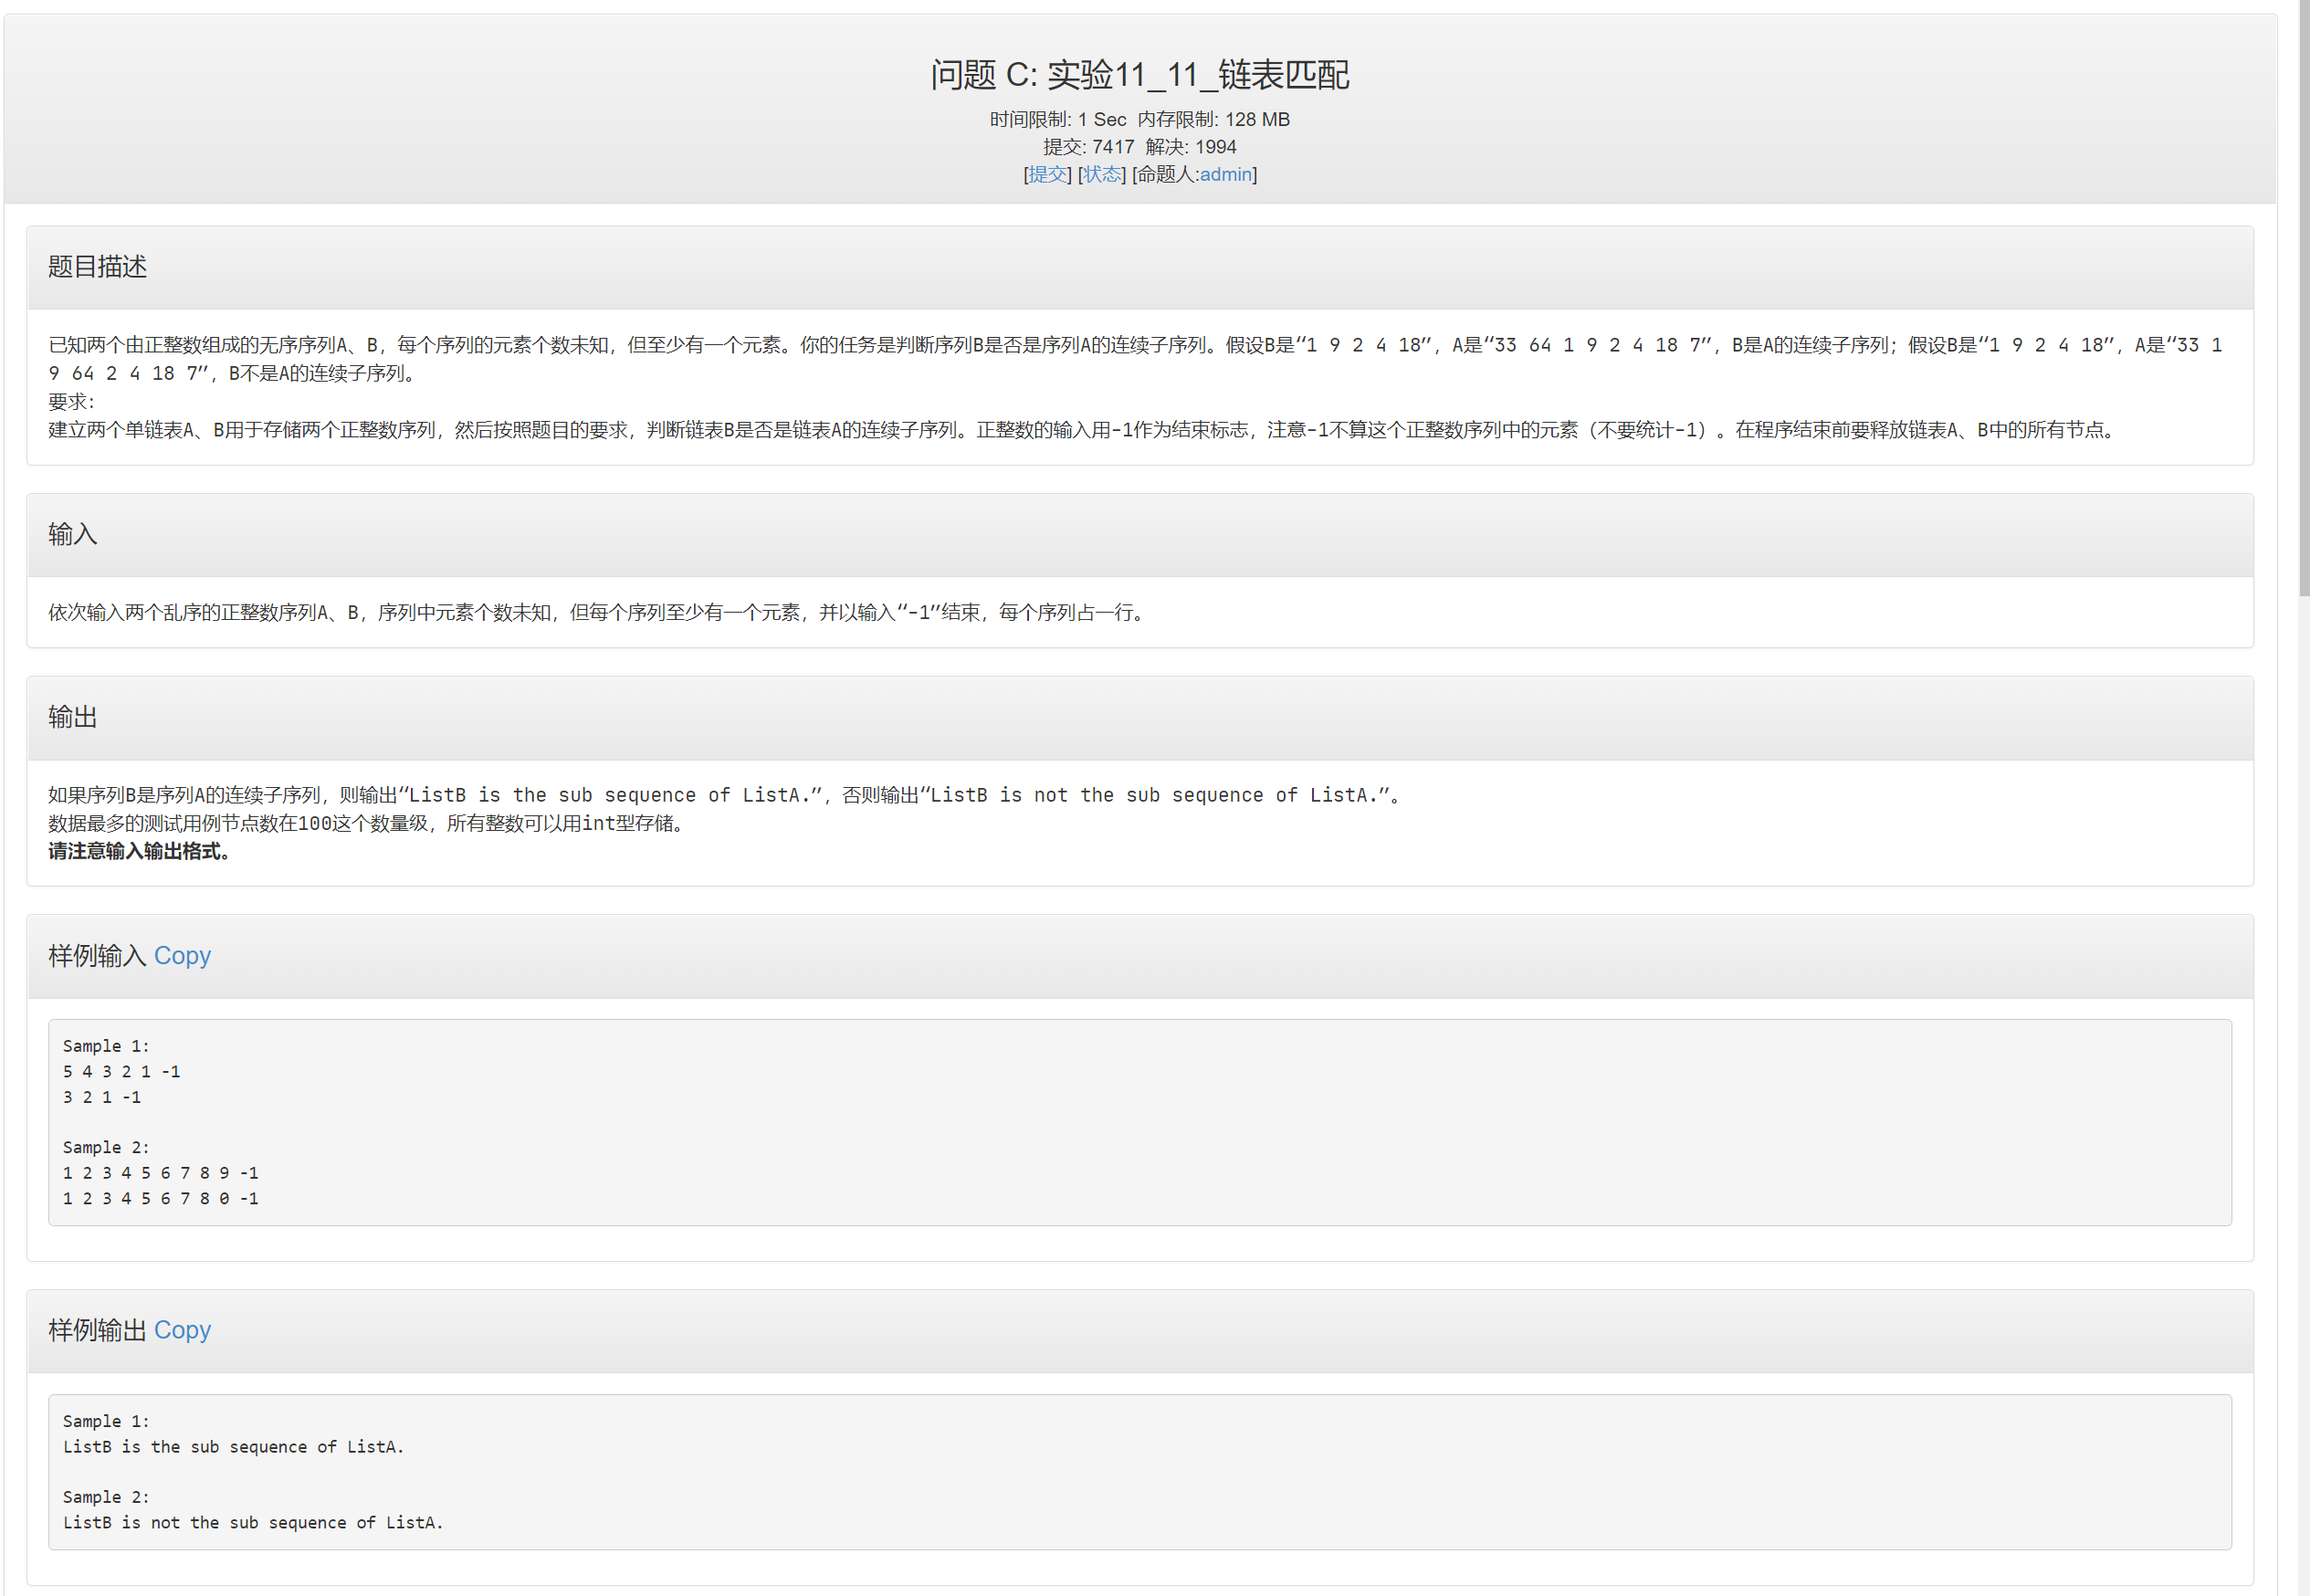 问题 C: 实验11_11_链表匹配
时间限制: 1 Sec  内存限制: 128 MB
提交: 7417  解决: 1994
[提交] [状态] [命题人:admin]
题目描述
已知两个由正整数组成的无序序列A、B，每个序列的元素个数未知，但至少有一个元素。你的任务是判断序列B是否是序列A的连续子序列。假设B是“1 9 2 4 18”，A是“33 64 1 9 2 4 18 7”，B是A的连续子序列；假设B是“1 9 2 4 18”，A是“33 1
9 64 2 4 18 7”，B不是A的连续子序列。
要求：
建立两个单链表A、B用于存储两个正整数序列，然后按照题目的要求，判断链表B是否是链表A的连续子序列。正整数的输入用-1作为结束标志，注意-1不算这个正整数序列中的元素（不要统计-1）。在程序结束前要释放链表A、B中的所有节点。
输入
依次输入两个乱序的正整数序列A、B，序列中元素个数未知，但每个序列至少有一个元素，并以输入“-1”结束，每个序列占一行。
输出
如果序列B是序列A的连续子序列，则输出“ListB is the sub sequence of ListA.”，否则输出“ListB is not the sub sequence of ListA.”。
数据最多的测试用例节点数在100这个数量级，所有整数可以用int型存储。
请注意输入输出格式。
样例输入 Copy
Sample 1:
5 4 3 2 1 -1
3 2 1 -1
Sample 2:
1 2 3 4 5 6 7 8 9 -1
1 2 3 4 5 6 7 8 0 -1
样例输出 Copy
Sample 1:
ListB is the sub sequence of ListA.
Sample 2:
ListB is not the sub sequence of ListA.